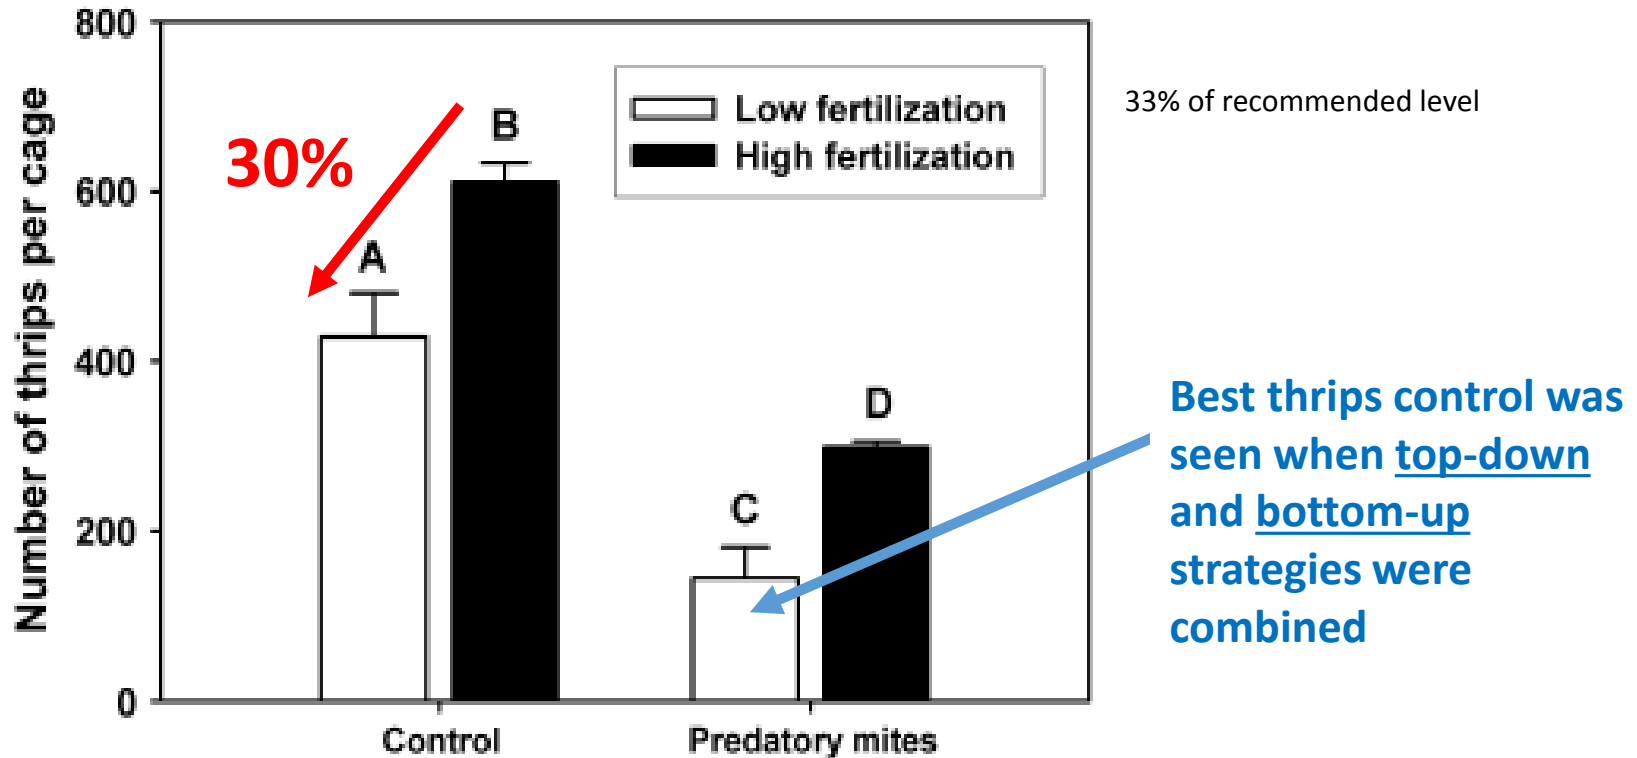 800
600
400
200
0
Number of thrips per cage
30%
A
B
C
D
Low fertilization
High fertilization
Control
Predatory mites
33% of recommended level
Best thrips control was
seen when top-down
and bottom-up
strategies were
combined